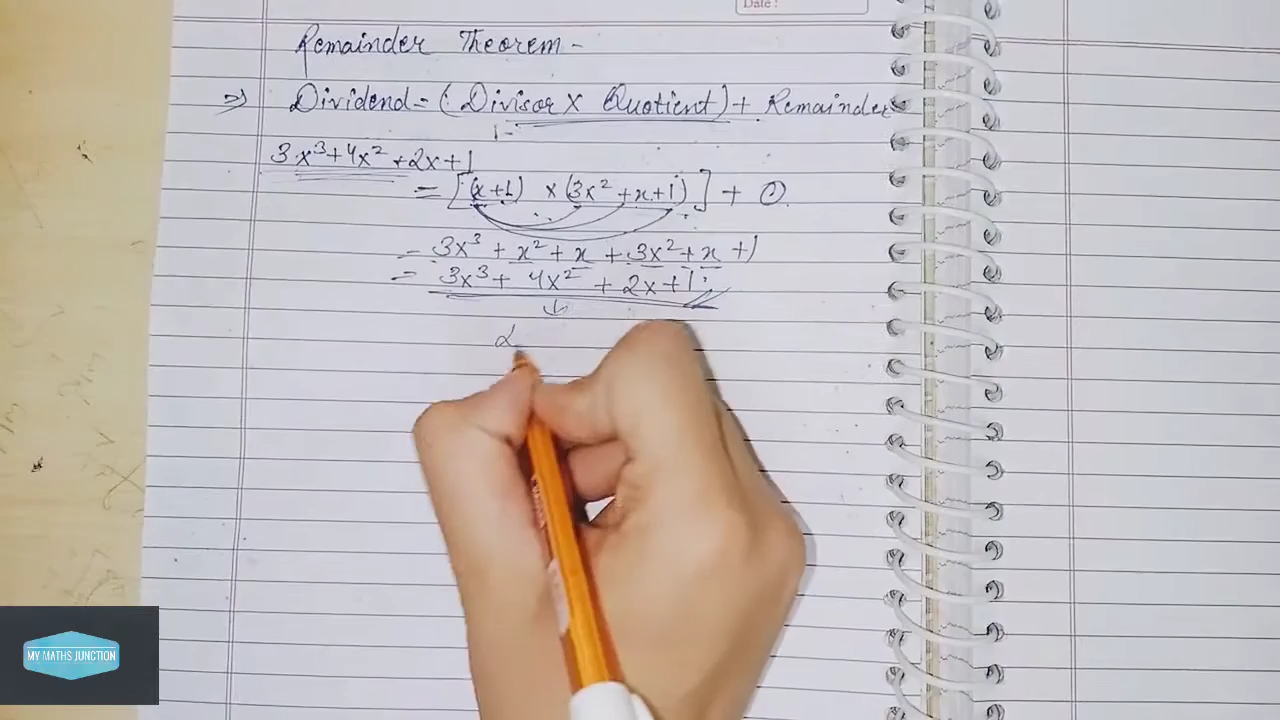 Date :
Remainder Theorem -
=> Dividend = ( Divisor X Quotient ) + Remainder
3x³ + 4x² + 2x + 1
= [ (x + 1) × (3x² + x + 1) ] + 0
= 3x³ + x² + x + 3x² + x + 1
= 3x³ + 4x² + 2x + 1
↓
MY MATHS JUNCTION